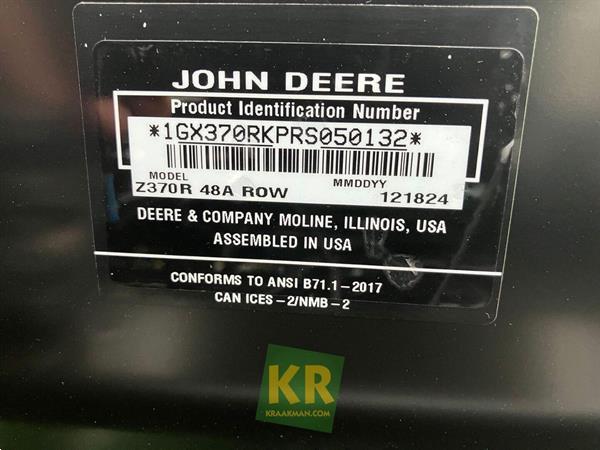 JOHN DEERE
Product Identification Number
*1GX370RKPRS050132*
MODEL MMDDYY
Z370R 48A ROW 121824
DEERE & COMPANY MOLINE, ILLINOIS, USA
ASSEMBLED IN USA
CONFORMS TO ANSI B71.1-2017
CAN ICES-2/NMB-2
KR
KRAAKMAN.COM